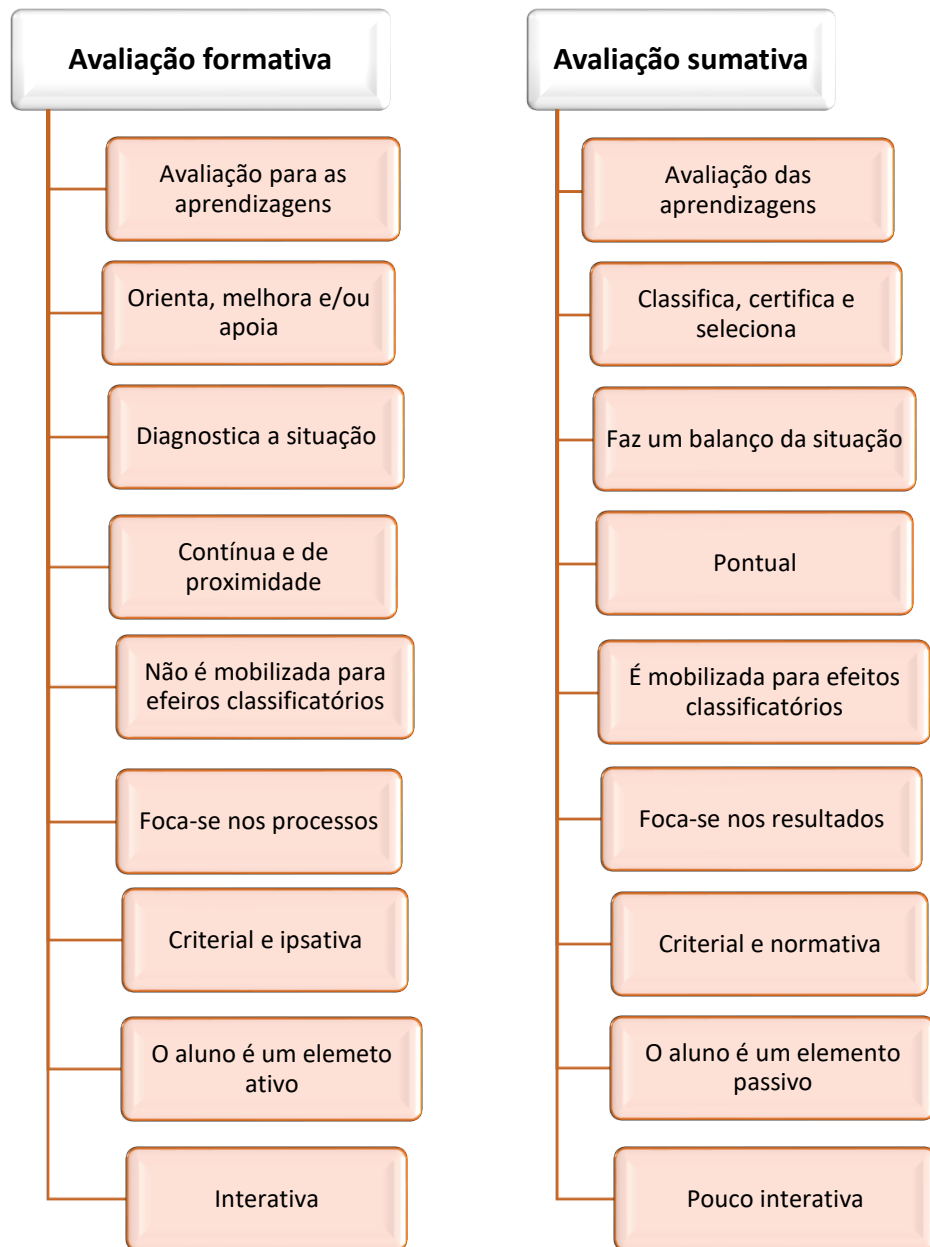 Avaliação formativa
Avaliação para as
aprendizagens
Orienta, melhora e/ou
apoia
Diagnostica a situação
Contínua e de
proximidade
Não é mobilizada para
efeiros classificatórios
Foca-se nos processos
Criterial e ipsativa
O aluno é um elemeto
ativo
Interativa
Avaliação sumativa
Avaliação das
aprendizagens
Classifica, certifica e
seleciona
Faz um balanço da situação
Pontual
É mobilizada para efeitos
classificatórios
Foca-se nos resultados
Criterial e normativa
O aluno é um elemento
passivo
Pouco interativa